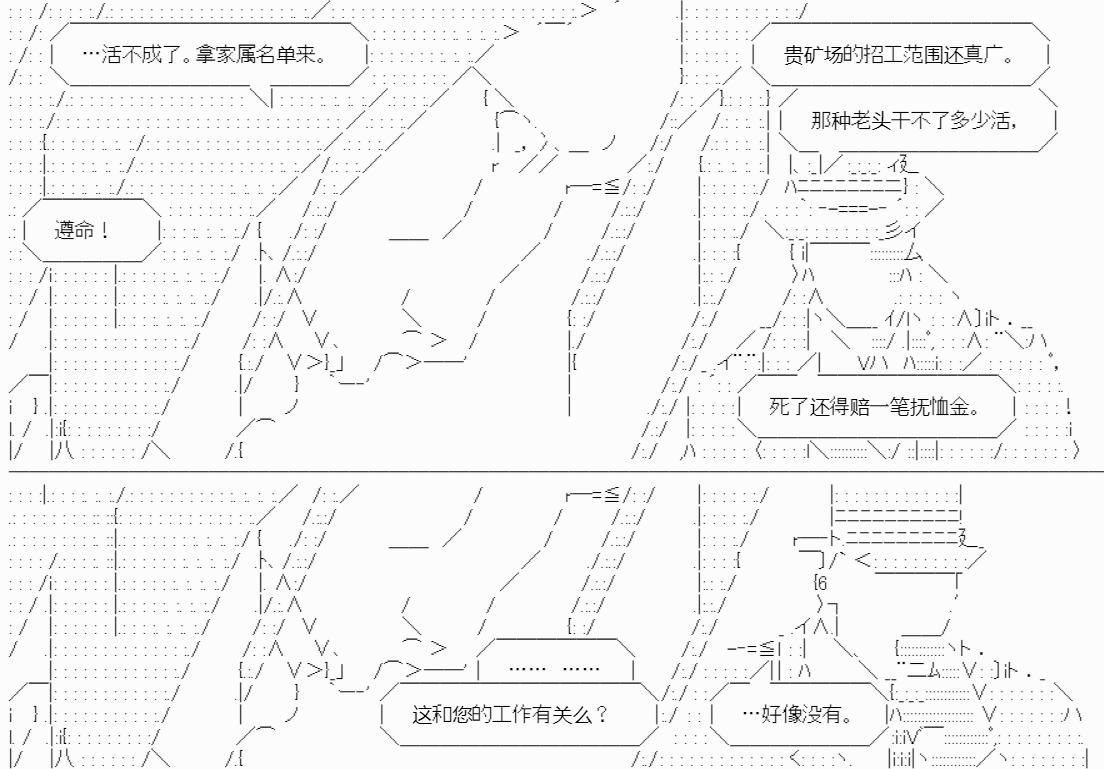 …活不成了。拿家属名单来。
贵矿场的招工范围还真广。
那种老头干不了多少活，
遵命！
死了还得赔一笔抚恤金。
…… ……
这和您的工作有关么？
…好像没有。